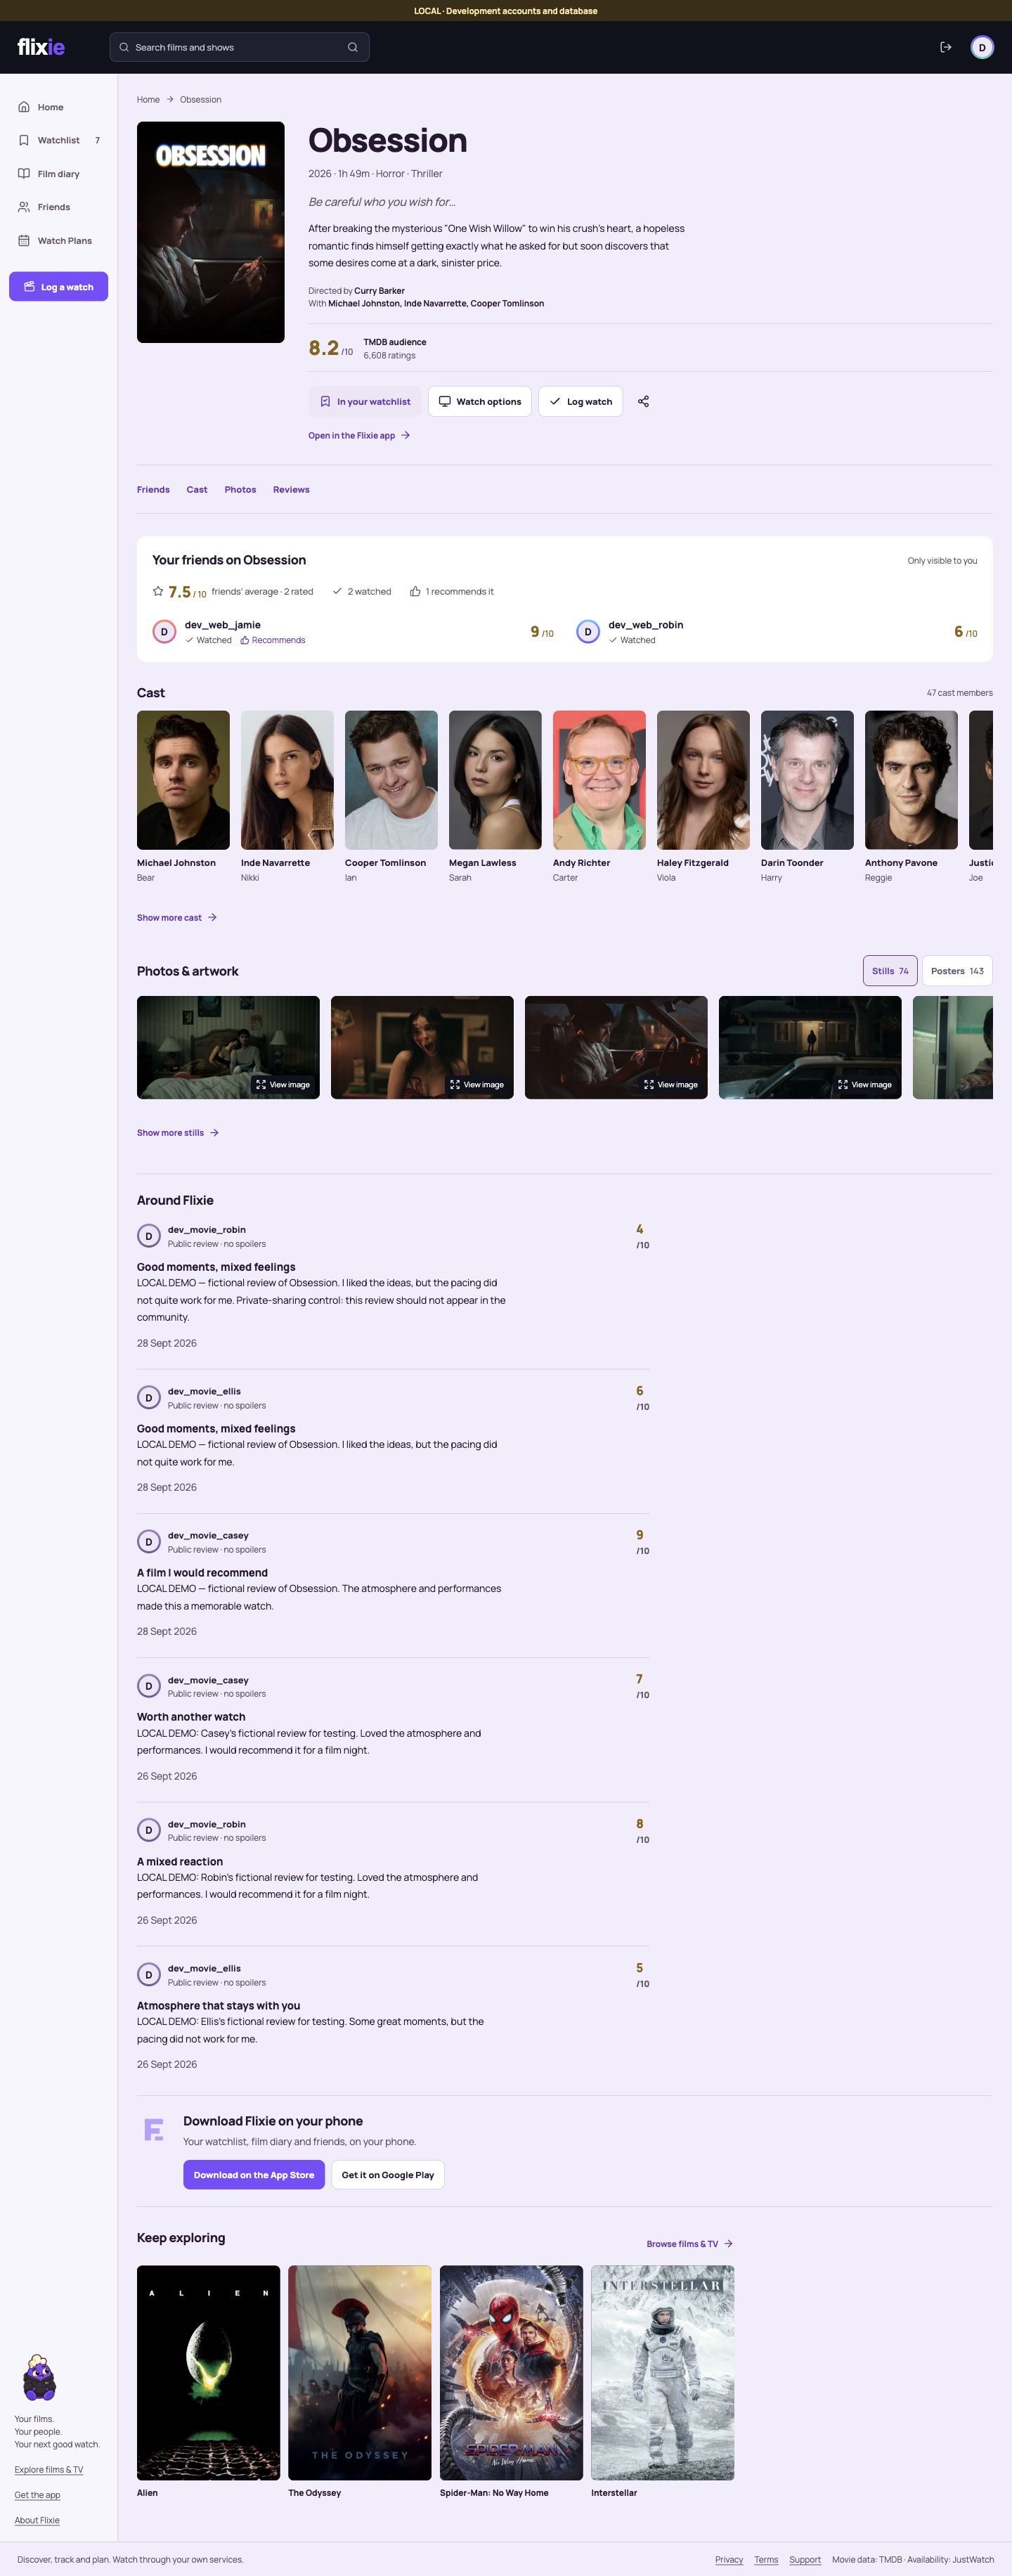 LOCAL · Development accounts and database
flixie
Search films and shows
D
Home
Watchlist 7
Film diary
Friends
Watch Plans
Log a watch
Home → Obsession
OBSESSION
Obsession
2026 · 1h 49m · Horror · Thriller
Be careful who you wish for...
After breaking the mysterious "One Wish Willow" to win his crush's heart, a hopeless
romantic finds himself getting exactly what he asked for but soon discovers that
some desires come at a dark, sinister price.
Directed by Curry Barker
With Michael Johnston, Inde Navarrette, Cooper Tomlinson
8.2 /10
TMDB audience
6,608 ratings
In your watchlist
Watch options
Log watch
Open in the Flixie app →
Friends Cast Photos Reviews
Your friends on Obsession
Only visible to you
7.5 / 10 friends' average · 2 rated
2 watched
1 recommends it
D
dev_web_jamie
Watched Recommends
9 /10
D
dev_web_robin
Watched
6 /10
Cast
47 cast members
Michael Johnston
Bear
Inde Navarrette
Nikki
Cooper Tomlinson
Ian
Megan Lawless
Sarah
Andy Richter
Carter
Haley Fitzgerald
Viola
Darin Toonder
Harry
Anthony Pavone
Reggie
Justi
Joe
Show more cast →
Photos & artwork
Stills 74
Posters 143
View image
View image
View image
View image
Show more stills →
Around Flixie
D
dev_movie_robin
Public review · no spoilers
4
/10
Good moments, mixed feelings
LOCAL DEMO — fictional review of Obsession. I liked the ideas, but the pacing did
not quite work for me. Private-sharing control: this review should not appear in the
community.
28 Sept 2026
D
dev_movie_ellis
Public review · no spoilers
6
/10
Good moments, mixed feelings
LOCAL DEMO — fictional review of Obsession. I liked the ideas, but the pacing did
not quite work for me.
28 Sept 2026
D
dev_movie_casey
Public review · no spoilers
9
/10
A film I would recommend
LOCAL DEMO — fictional review of Obsession. The atmosphere and performances
made this a memorable watch.
28 Sept 2026
D
dev_movie_casey
Public review · no spoilers
7
/10
Worth another watch
LOCAL DEMO: Casey's fictional review for testing. Loved the atmosphere and
performances. I would recommend it for a film night.
26 Sept 2026
D
dev_movie_robin
Public review · no spoilers
8
/10
A mixed reaction
LOCAL DEMO: Robin's fictional review for testing. Loved the atmosphere and
performances. I would recommend it for a film night.
26 Sept 2026
D
dev_movie_ellis
Public review · no spoilers
5
/10
Atmosphere that stays with you
LOCAL DEMO: Ellis's fictional review for testing. Some great moments, but the
pacing did not work for me.
26 Sept 2026
Download Flixie on your phone
Your watchlist, film diary and friends, on your phone.
Download on the App Store
Get it on Google Play
Keep exploring
Browse films & TV →
ALIEN
THE ODYSSEY
SPIDER-MAN
No Way Home
INTERSTELLAR
Alien
The Odyssey
Spider-Man: No Way Home
Interstellar
Your films.
Your people.
Your next good watch.
Explore films & TV
Get the app
About Flixie
Discover, track and plan. Watch through your own services.
Privacy Terms Support Movie data: TMDB · Availability: JustWatch